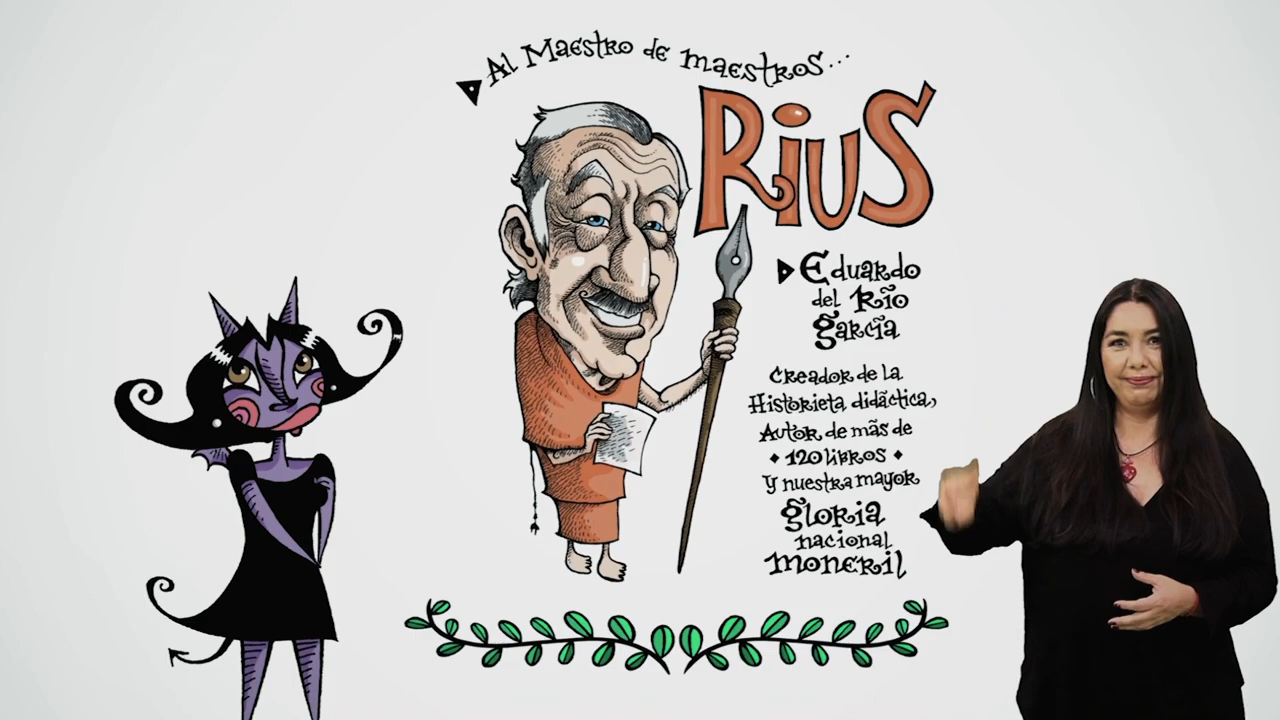 Al Maestro de maestros...
RiUS
Eduardo
del Río
garcía
Creador de la
Historieta didáctica,
Autor de más de
120 libros
Y nuestra mayor
gloria
nacional
moneril